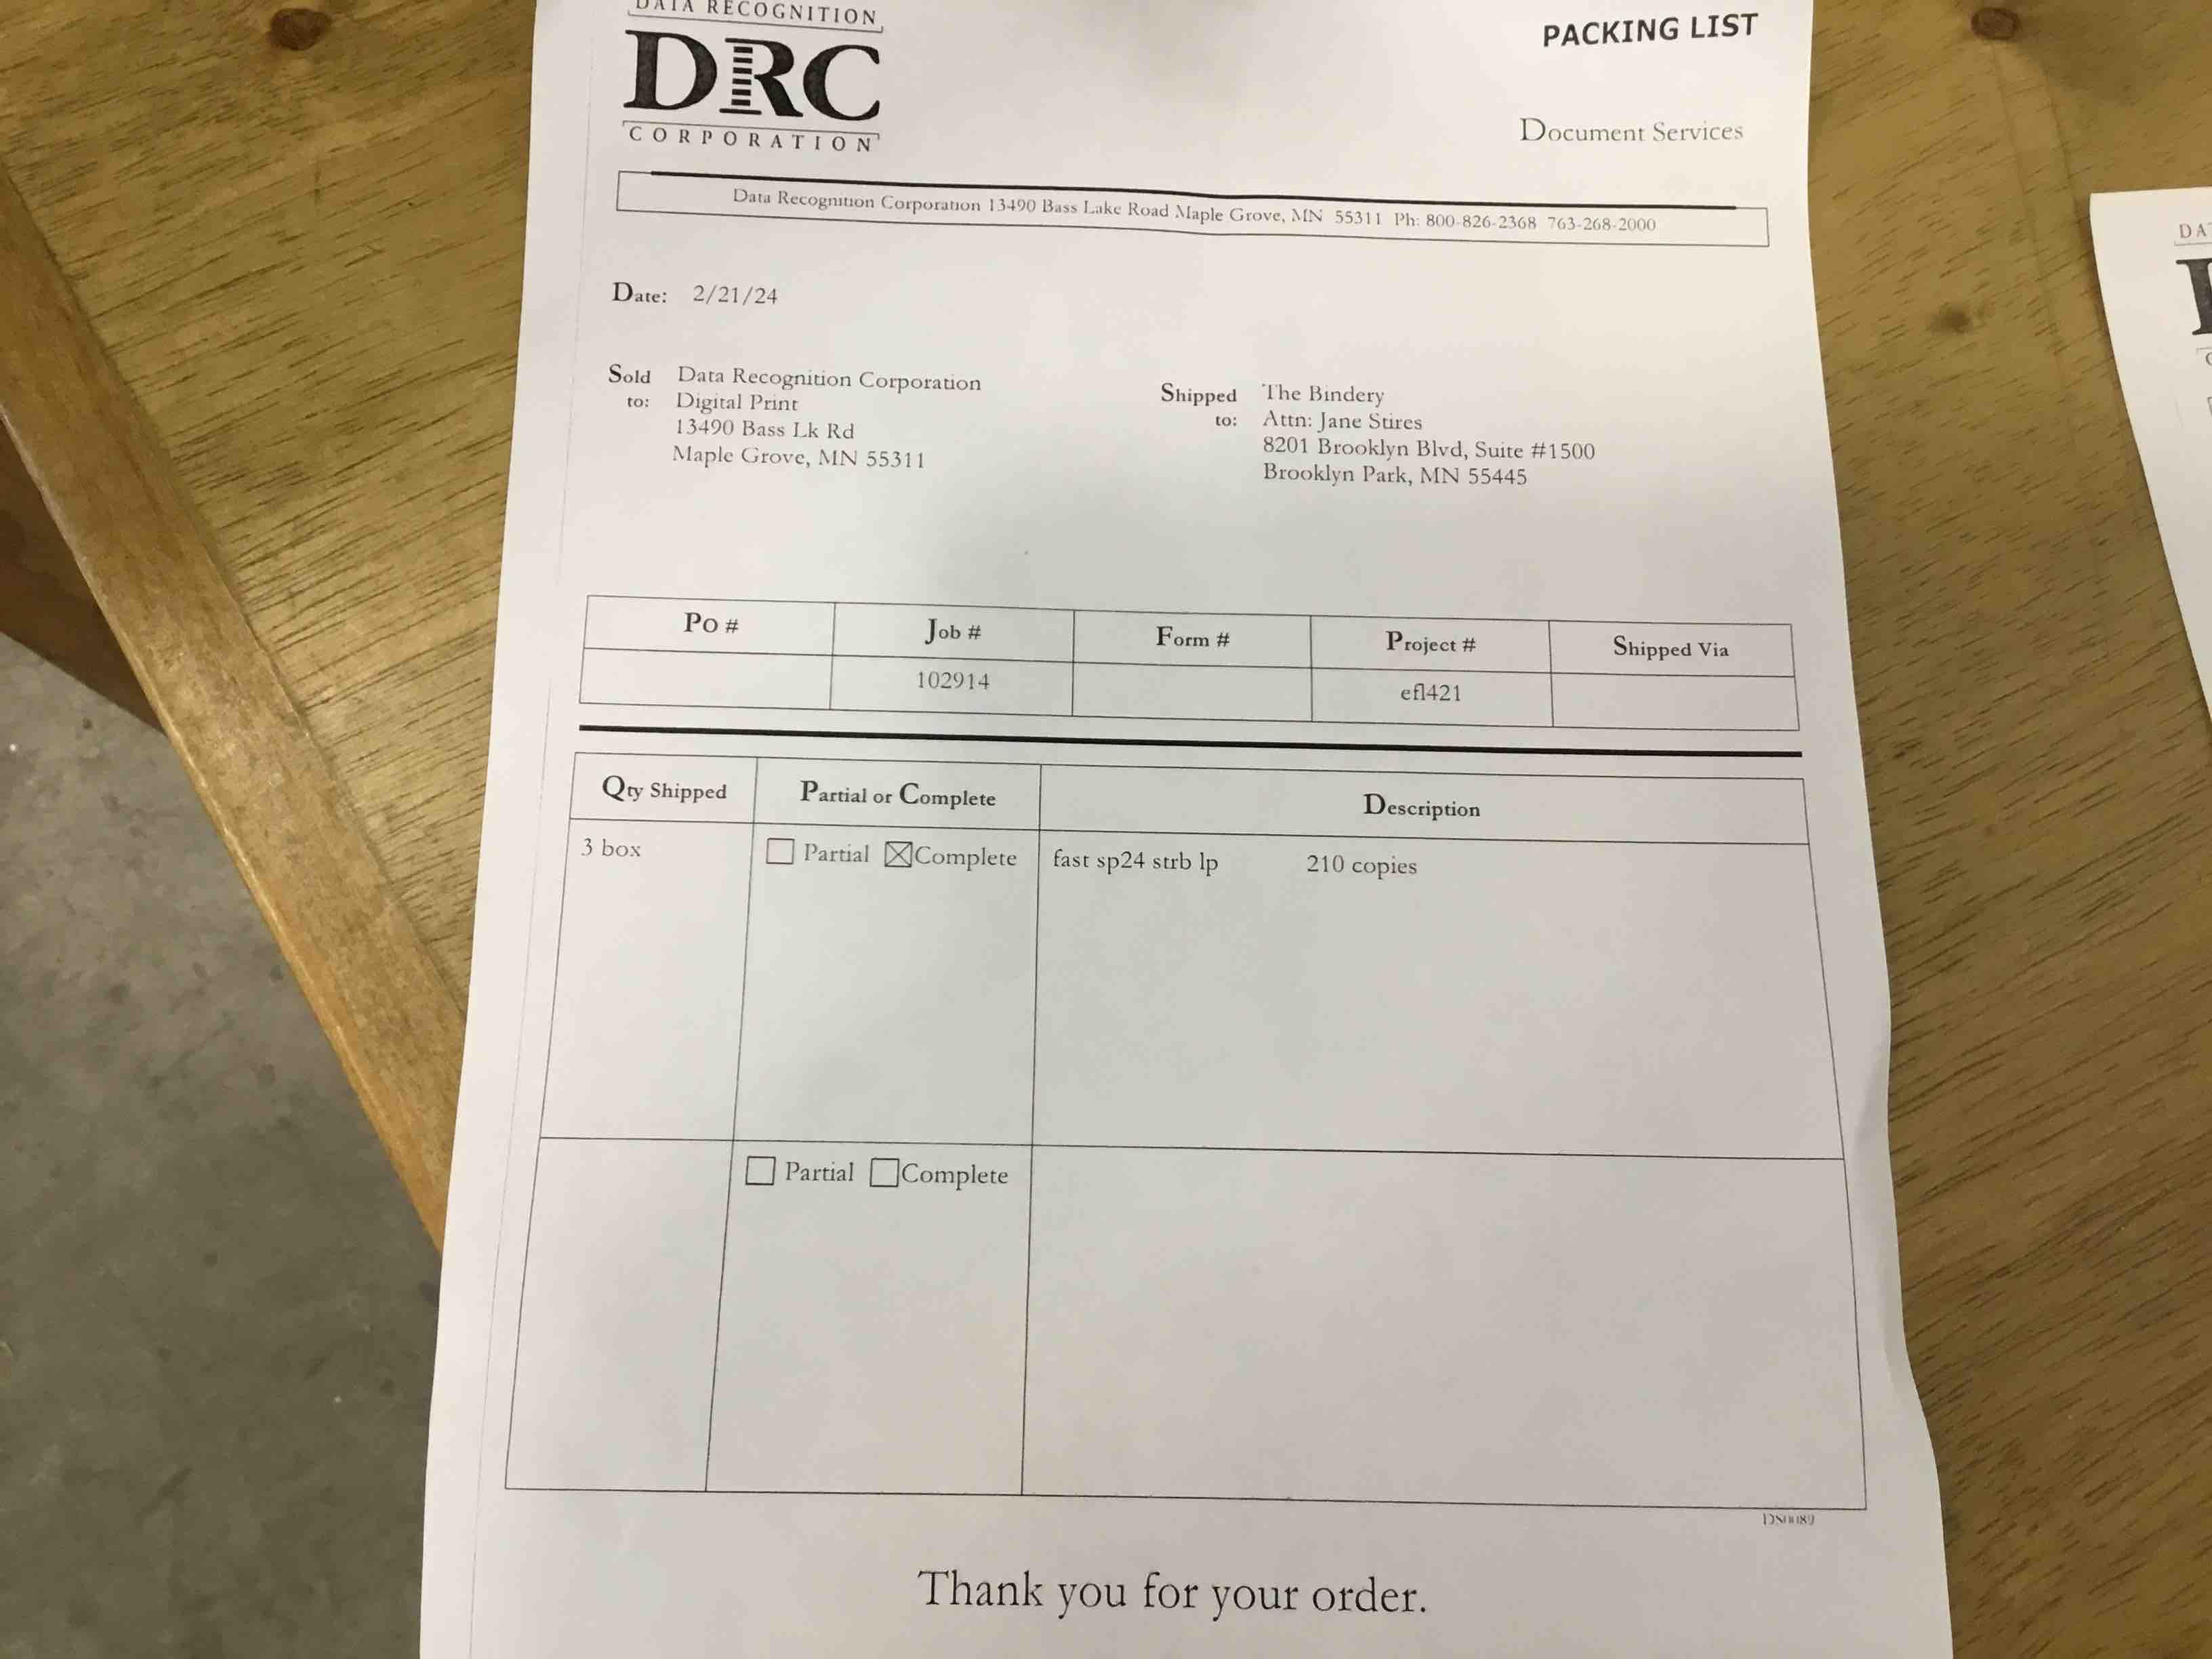 DATA RECOGNITION
DRC
CORPORATION
PACKING LIST
Document Services
Data Recognition Corporation 13490 Bass Lake Road Maple Grove, MN 55311 Ph: 800-826-2368 763-268-2000
Date: 2/21/24
Sold to: Data Recognition Corporation
Digital Print
13490 Bass Lk Rd
Maple Grove, MN 55311
Shipped to: The Bindery
Attn: Jane Stires
8201 Brooklyn Blvd, Suite #1500
Brooklyn Park, MN 55445
Po # Job # Form # Project # Shipped Via
102914 efl421
Qty Shipped Partial or Complete Description
3 box Partial Complete fast sp24 strb lp 210 copies
Partial Complete
DS0089
Thank you for your order.
DA